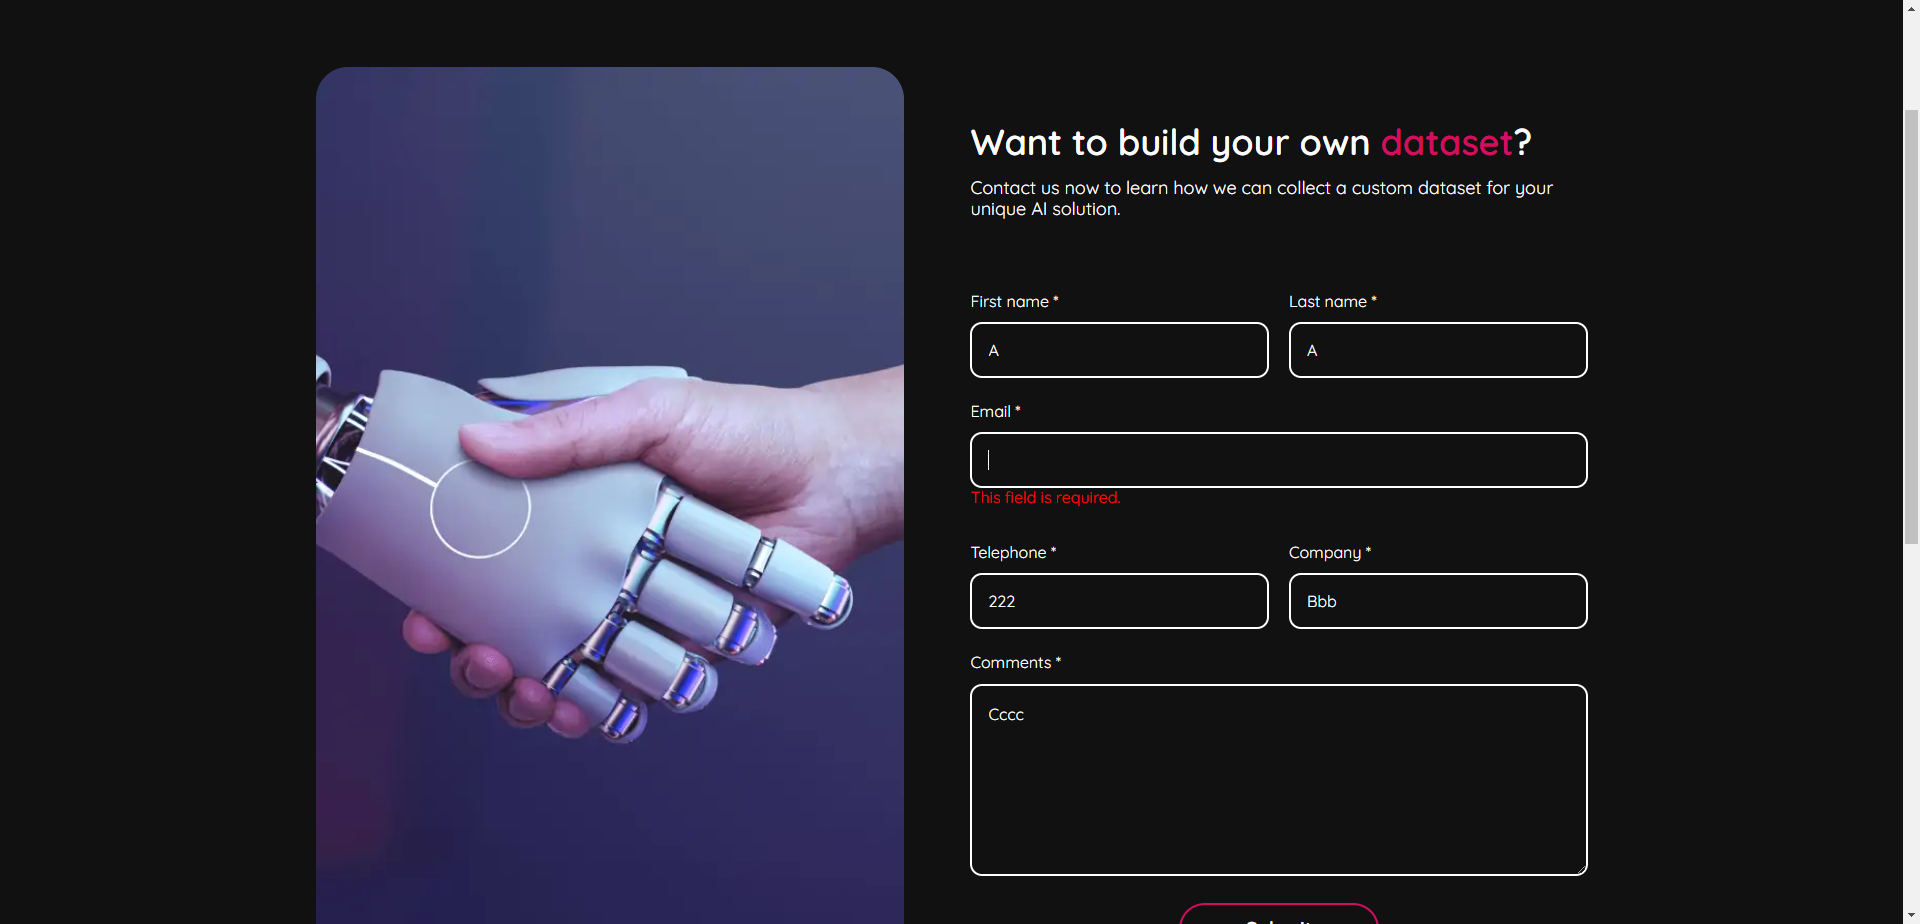 Want to build your own dataset?
Contact us now to learn how we can collect a custom dataset for your
unique AI solution.
First name *
Last name *
A
A
Email *
This field is required.
Telephone *
Company *
222
Bbb
Comments *
Cccc